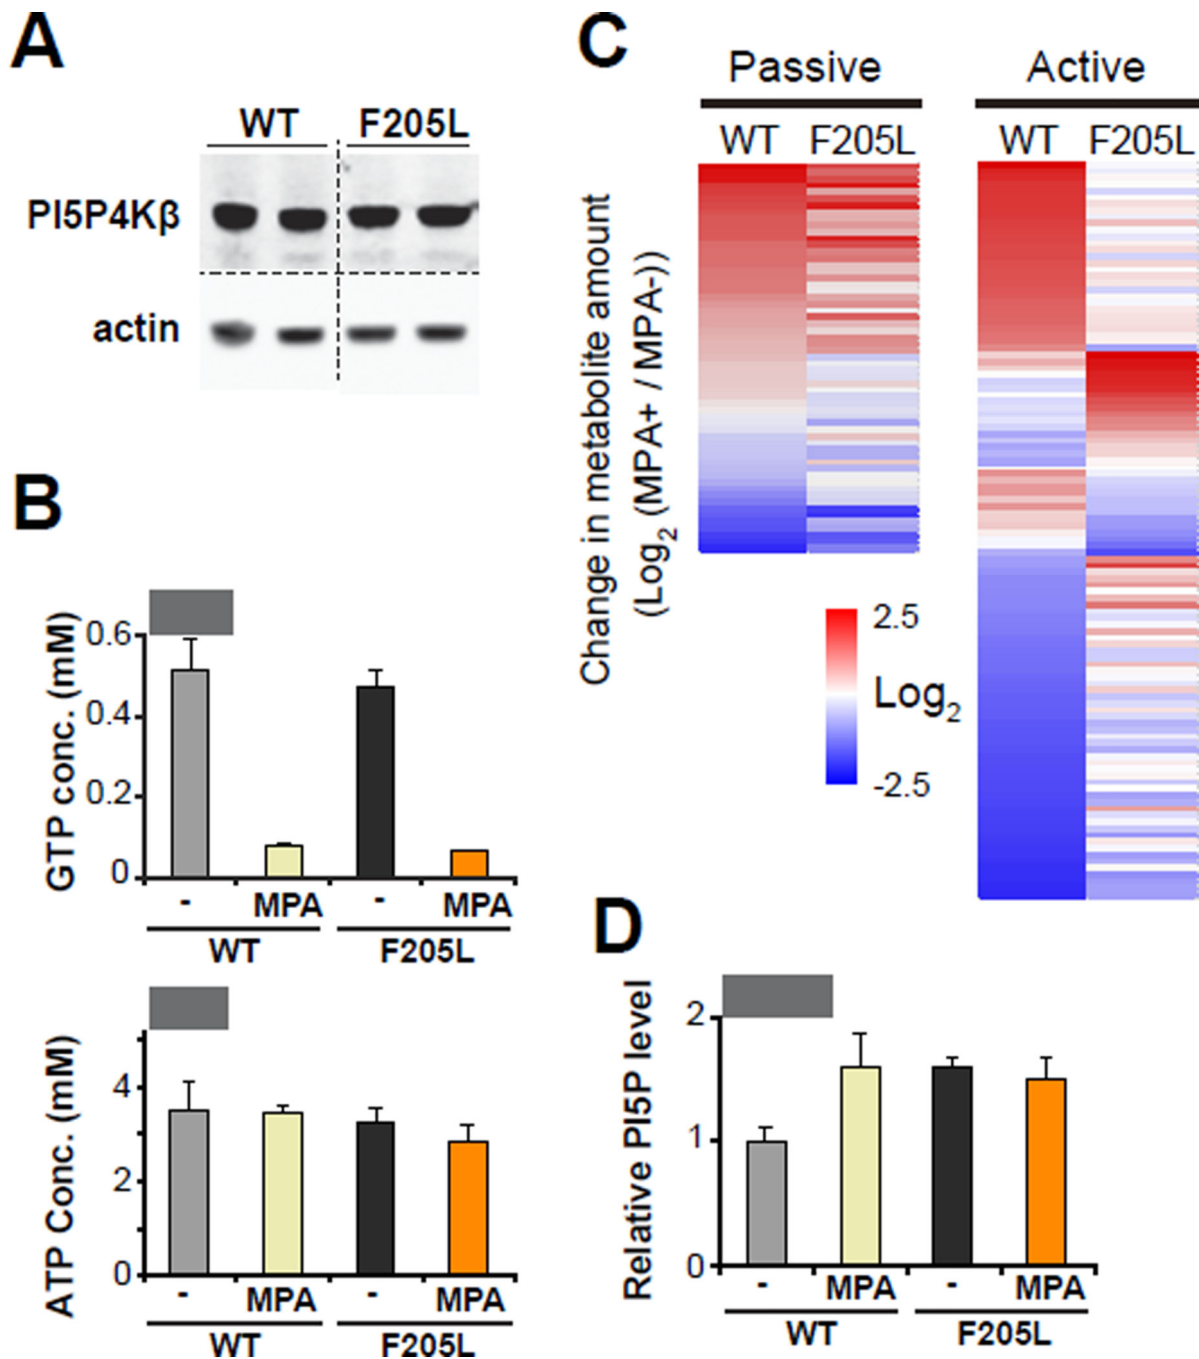 A
WT F205L
PI5P4Kβ
actin
B
GTP conc. (mM)
0.6
0.4
0.2
0
- MPA - MPA
WT F205L
ATP Conc. (mM)
4
2
0
- MPA - MPA
WT F205L
C
Passive Active
WT F205L WT F205L
Change in metabolite amount
(Log2 (MPA+ / MPA-))
2.5
Log2
-2.5
D
Relative PI5P level
2
1
0
- MPA - MPA
WT F205L